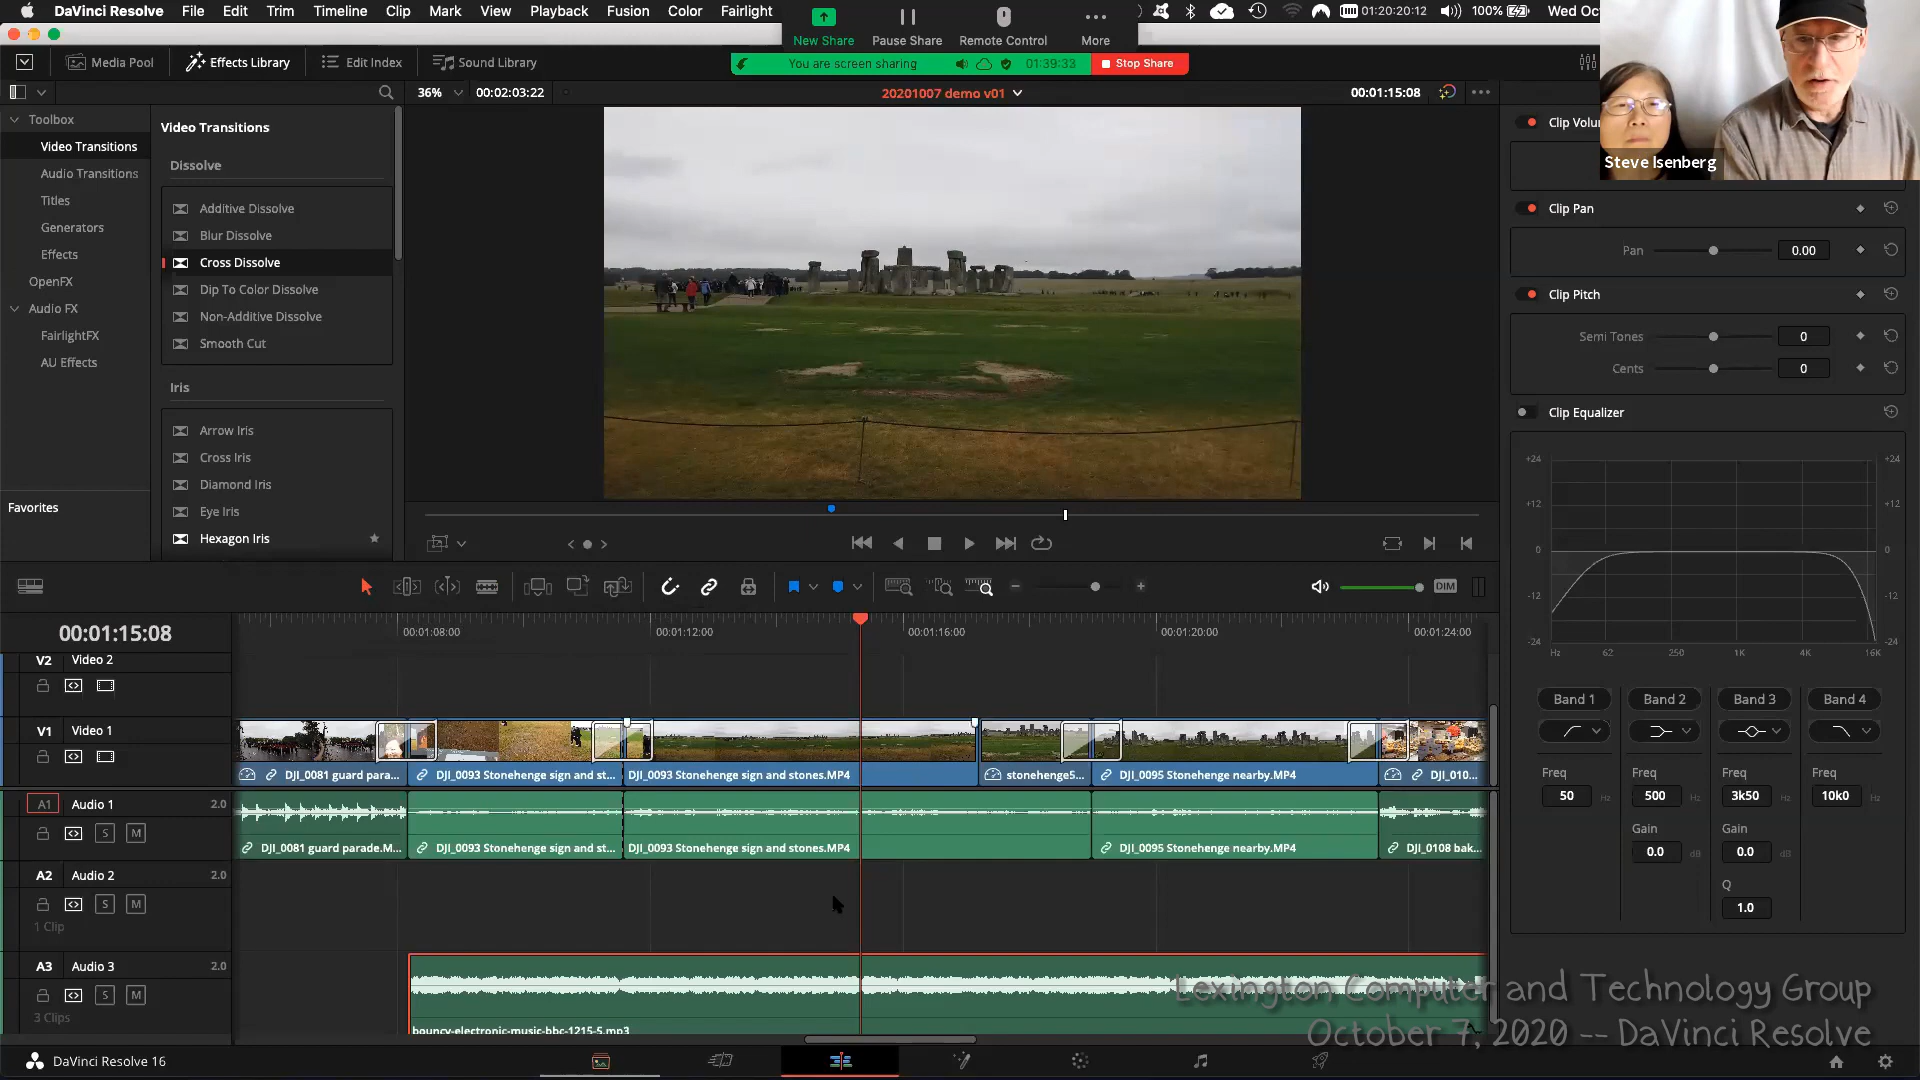 DaVinci Resolve File Edit Trim Timeline Clip Mark View Playback Fusion Color Fairlight
01:20:20:12 100% Wed Oc
New Share Pause Share Remote Control More
You are screen sharing 01:39:33 Stop Share
Media Pool Effects Library Edit Index Sound Library
36% 00:02:03:22 20201007 demo v01 00:01:15:08
Toolbox
Video Transitions
Audio Transitions
Titles
Generators
Effects
OpenFX
Audio FX
FairlightFX
AU Effects
Favorites
Video Transitions
Dissolve
Additive Dissolve
Blur Dissolve
Cross Dissolve
Dip To Color Dissolve
Non-Additive Dissolve
Smooth Cut
Iris
Arrow Iris
Cross Iris
Diamond Iris
Eye Iris
Hexagon Iris
Steve Isenberg
Clip Volu
Clip Pan
Pan 0.00
Clip Pitch
Semi Tones 0
Cents 0
Clip Equalizer
+24 +24
+12 +12
0 0
-12 -12
-24 -24
Hz 62 250 1K 4K 16K
Band 1 Band 2 Band 3 Band 4
Freq Freq Freq Freq
50 Hz 500 Hz 3k50 Hz 10k0 Hz
Gain Gain
0.0 dB 0.0 dB
Q
1.0
DIM
00:01:15:08
00:01:08:00 00:01:12:00 00:01:16:00 00:01:20:00 00:01:24:00
V2 Video 2
V1 Video 1
DJI_0081 guard para... DJI_0093 Stonehenge sign and st... DJI_0093 Stonehenge sign and stones.MP4 stonehenge5... DJI_0095 Stonehenge nearby.MP4 DJI_010...
A1 Audio 1 2.0
S M
DJI_0081 guard parade.M... DJI_0093 Stonehenge sign and st... DJI_0093 Stonehenge sign and stones.MP4 DJI_0095 Stonehenge nearby.MP4 DJI_0108 bak...
A2 Audio 2 2.0
S M
1 Clip
A3 Audio 3 2.0
S M
3 Clips
bouncy-electronic-music-bbc-1215-5.mp3
Lexington Computer and Technology Group
October 7, 2020 -- DaVinci Resolve
DaVinci Resolve 16